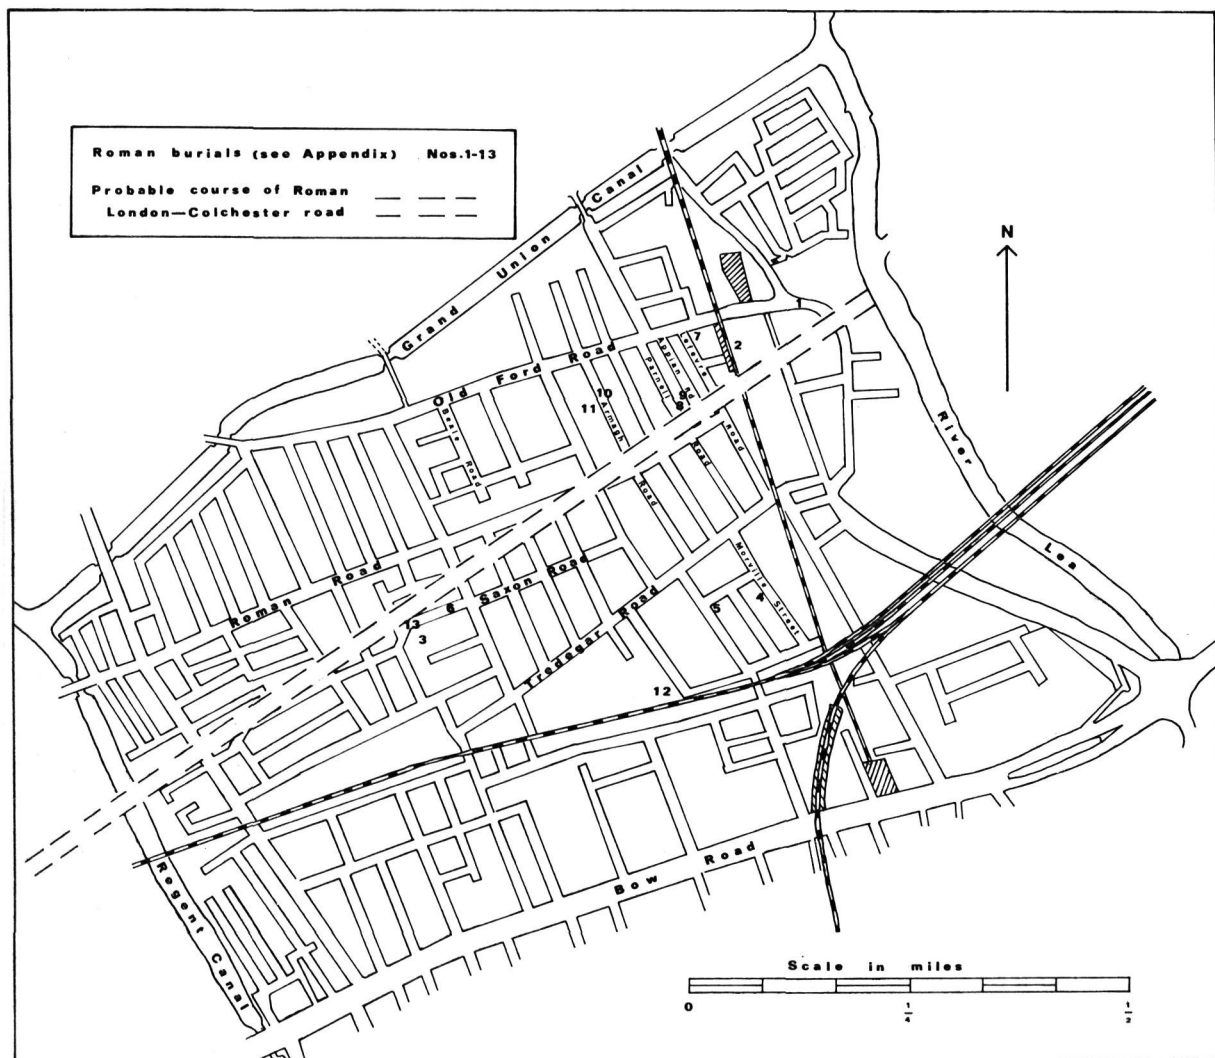 Roman burials (see Appendix) Nos.1-13
Probable course of Roman
London—Colchester road
Grand Union Canal
N
1
7
2
Old Ford Road
Lefevre Road
Appian Rd
Parnell Road
9
8
10
11
Armagh Road
Beale Road
River Lea
Roman Road
6
Saxon Road
13
3
Tredegar Road
Morville Street
4
5
12
Regent Canal
Bow Road
Scale in miles
0
1/4
1/2